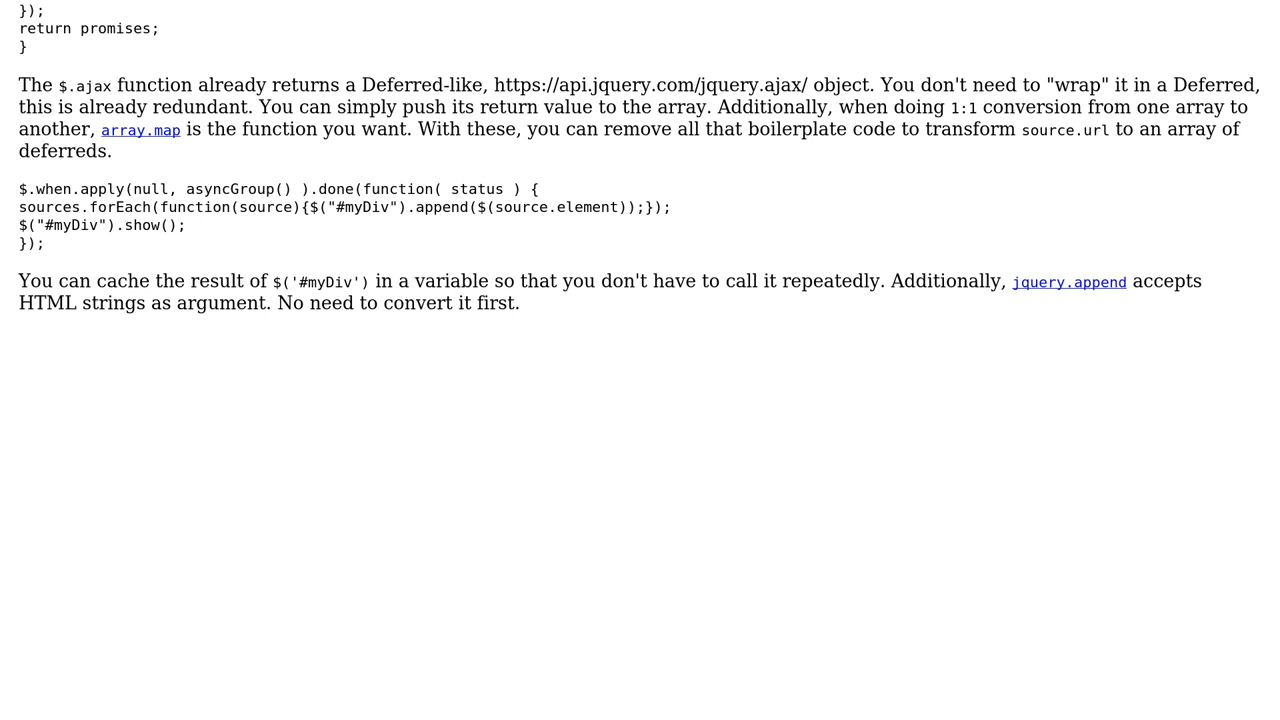 });
return promises;
}
The $.ajax function already returns a Deferred-like, https://api.jquery.com/jquery.ajax/ object. You don't need to "wrap" it in a Deferred,
this is already redundant. You can simply push its return value to the array. Additionally, when doing 1:1 conversion from one array to
another, array.map is the function you want. With these, you can remove all that boilerplate code to transform source.url to an array of
deferreds.
$.when.apply(null, asyncGroup() ).done(function( status ) {
sources.forEach(function(source){$("#myDiv").append($(source.element));});
$("#myDiv").show();
});
You can cache the result of $('#myDiv') in a variable so that you don't have to call it repeatedly. Additionally, jquery.append accepts
HTML strings as argument. No need to convert it first.